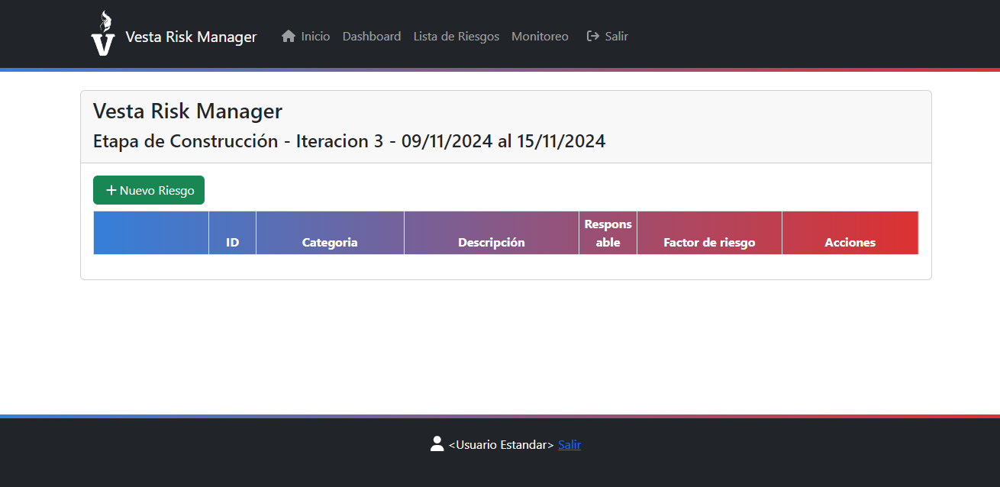 V
Vesta Risk Manager
Inicio
Dashboard
Lista de Riesgos
Monitoreo
Salir
Vesta Risk Manager
Etapa de Construcción - Iteracion 3 - 09/11/2024 al 15/11/2024
Nuevo Riesgo
ID
Categoria
Descripción
Respons
able
Factor de riesgo
Acciones
<Usuario Estandar> Salir